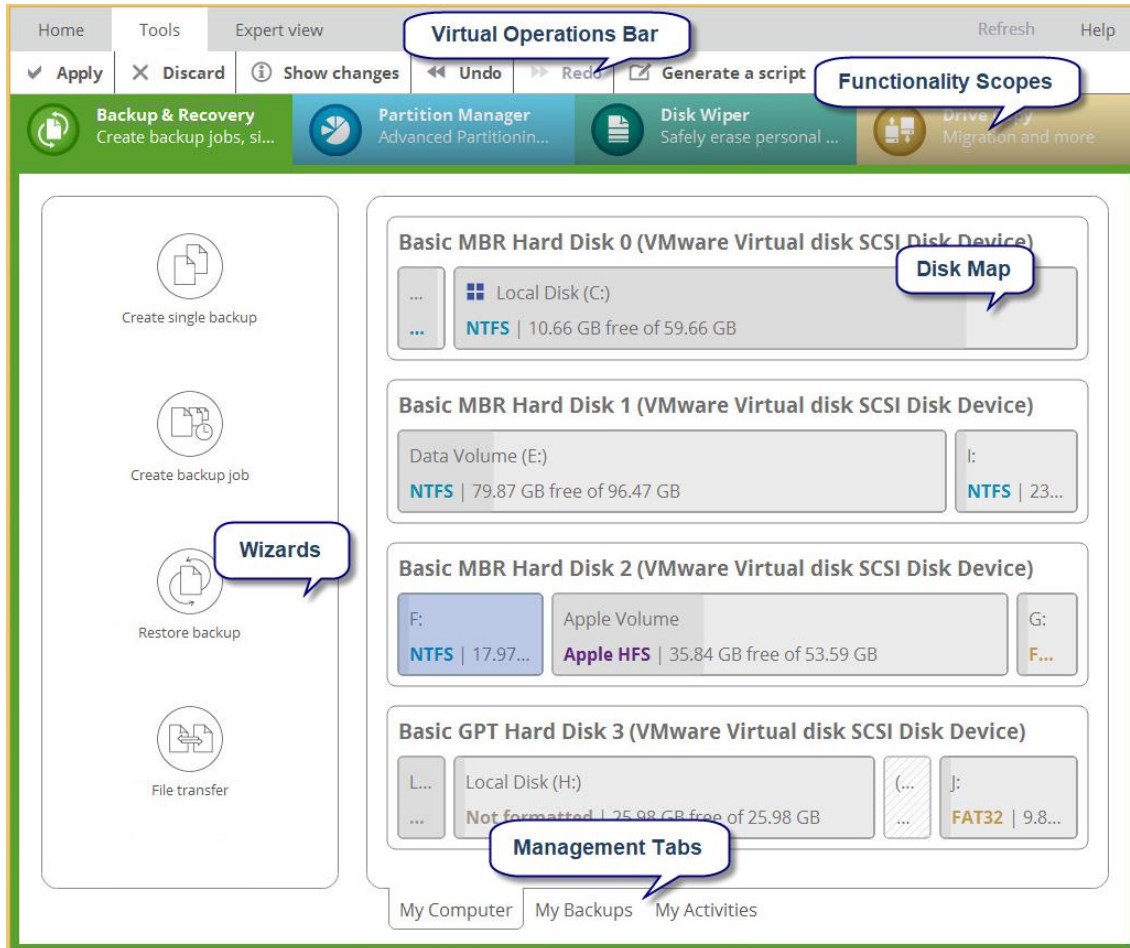 Home Tools Expert view Refresh Help
Virtual Operations Bar
Apply Discard Show changes Undo Redo Generate a script
Functionality Scopes
Backup & Recovery
Create backup jobs, si...
Partition Manager
Advanced Partitionin...
Disk Wiper
Safely erase personal ...
Drive Copy
Migration and more
Create single backup
Create backup job
Wizards
Restore backup
File transfer
Basic MBR Hard Disk 0 (VMware Virtual disk SCSI Disk Device)
Disk Map
... Local Disk (C:)
... NTFS | 10.66 GB free of 59.66 GB
Basic MBR Hard Disk 1 (VMware Virtual disk SCSI Disk Device)
Data Volume (E:) I:
NTFS | 79.87 GB free of 96.47 GB NTFS | 23...
Basic MBR Hard Disk 2 (VMware Virtual disk SCSI Disk Device)
F: Apple Volume G:
NTFS | 17.97... Apple HFS | 35.84 GB free of 53.59 GB F...
Basic GPT Hard Disk 3 (VMware Virtual disk SCSI Disk Device)
L... Local Disk (H:) (... J:
... Not formatted | 25.98 GB free of 25.98 GB ... FAT32 | 9.8...
Management Tabs
My Computer My Backups My Activities